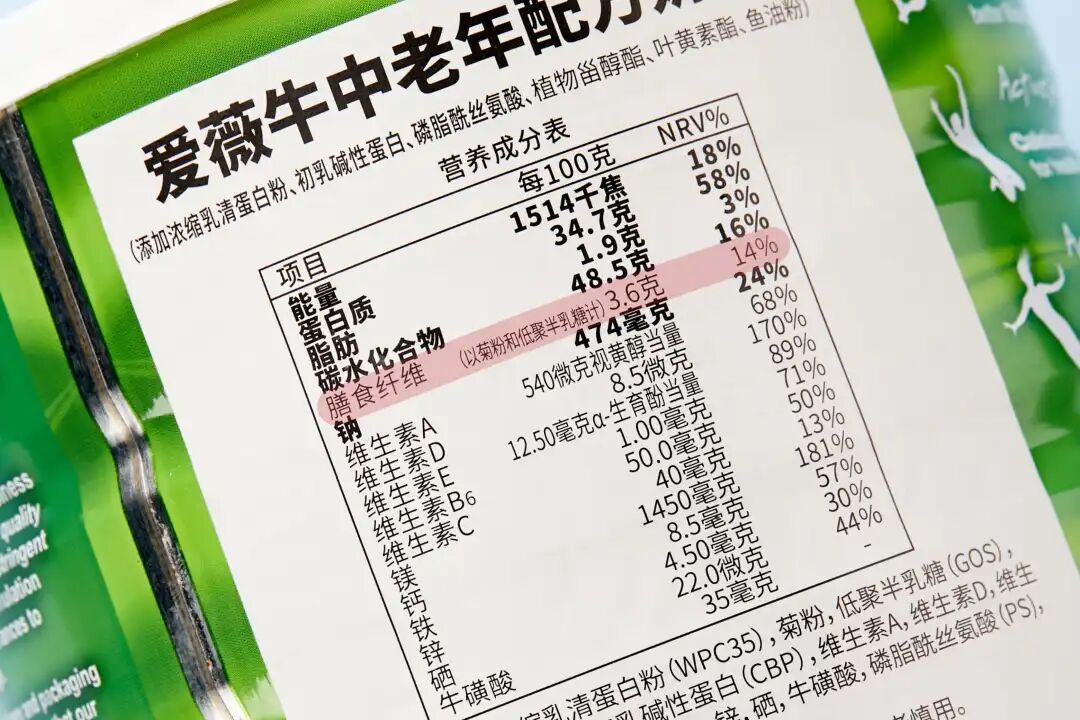 爱薇牛中老年配方
(添加浓缩乳清蛋白粉、初乳碱性蛋白、磷脂酰丝氨酸、植物甾醇酯、叶黄素酯、鱼油粉)
营养成分表
项目 每100克 NRV%
能量 1514千焦 18%
蛋白质 34.7克 58%
脂肪 1.9克 3%
碳水化合物 48.5克 16%
膳食纤维 (以菊粉和低聚半乳糖计) 3.6克 14%
钠 474毫克 24%
维生素A 540微克视黄醇当量 68%
维生素D 8.5微克 170%
维生素E 12.50毫克α-生育酚当量 89%
维生素B6 1.00毫克 71%
维生素C 50.0毫克 50%
镁 40毫克 13%
钙 1450毫克 181%
铁 8.5毫克 57%
锌 4.50毫克 30%
硒 22.0微克 44%
牛磺酸 35毫克 -
缩乳清蛋白粉(WPC35),菊粉,低聚半乳糖(GOS),
乳碱性蛋白(CBP),维生素A,维生素D,维生
锌,硒,牛磺酸,磷脂酰丝氨酸(PS),
慎用。
quality
packaging
our